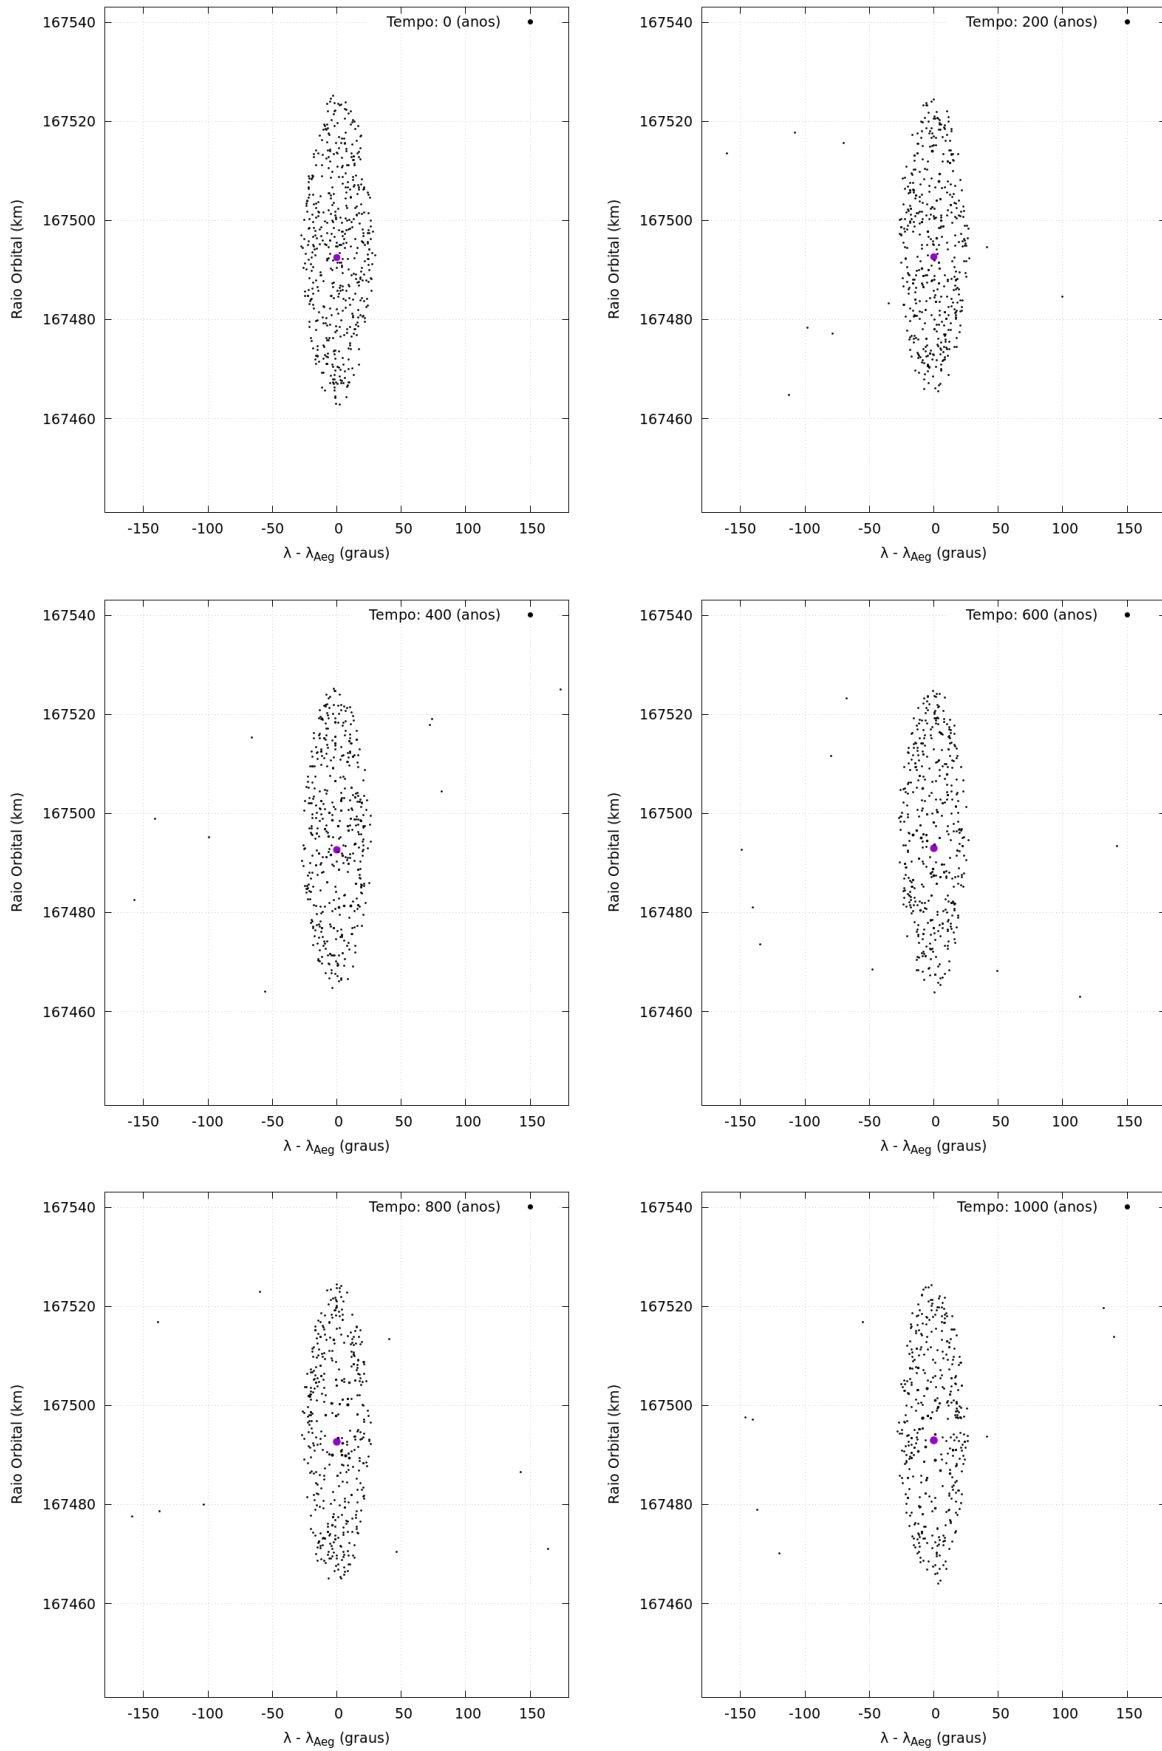 Tempo: 0 (anos)
Raio Orbital (km)
167540
167520
167500
167480
167460
-150 -100 -50 0 50 100 150
λ - λAeg (graus)
Tempo: 200 (anos)
Raio Orbital (km)
167540
167520
167500
167480
167460
-150 -100 -50 0 50 100 150
λ - λAeg (graus)
Tempo: 400 (anos)
Raio Orbital (km)
167540
167520
167500
167480
167460
-150 -100 -50 0 50 100 150
λ - λAeg (graus)
Tempo: 600 (anos)
Raio Orbital (km)
167540
167520
167500
167480
167460
-150 -100 -50 0 50 100 150
λ - λAeg (graus)
Tempo: 800 (anos)
Raio Orbital (km)
167540
167520
167500
167480
167460
-150 -100 -50 0 50 100 150
λ - λAeg (graus)
Tempo: 1000 (anos)
Raio Orbital (km)
167540
167520
167500
167480
167460
-150 -100 -50 0 50 100 150
λ - λAeg (graus)